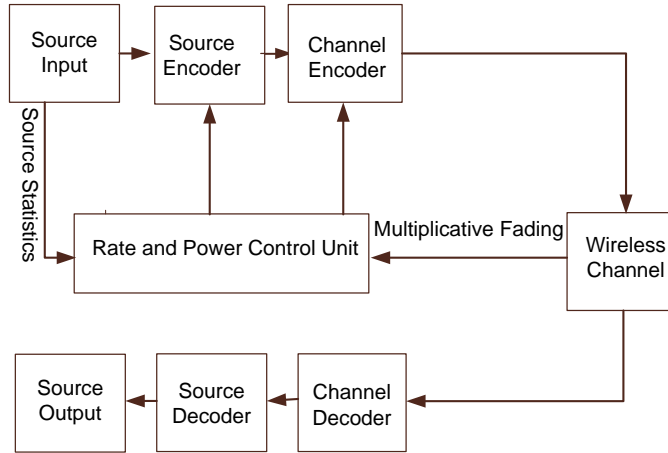 Source
Input
Source
Encoder
Channel
Encoder
Source Statistics
Rate and Power Control Unit
Multiplicative Fading
Wireless
Channel
Source
Output
Source
Decoder
Channel
Decoder